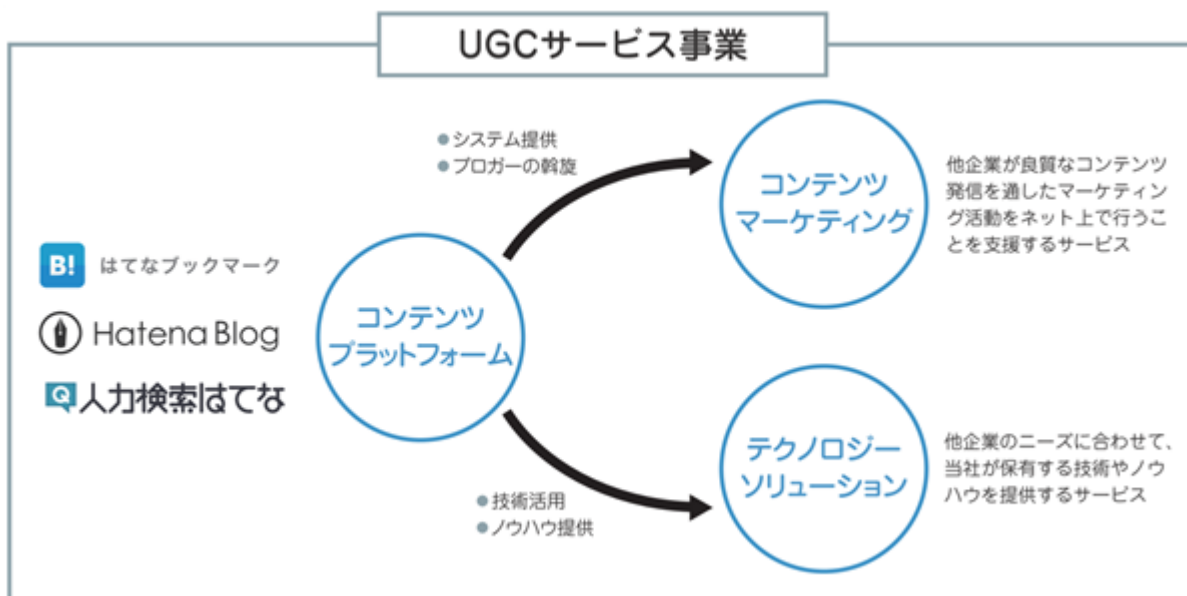 UGCサービス事業
●システム提供
●ブロガーの斡旋
コンテンツ
マーケティング
他企業が良質なコンテンツ
発信を通したマーケティン
グ活動をネット上で行うこ
とを支援するサービス
B! はてなブックマーク
Hatena Blog
Q人力検索はてな
コンテンツ
プラットフォーム
●技術活用
●ノウハウ提供
テクノロジー
ソリューション
他企業のニーズに合わせて、
当社が保有する技術やノウ
ハウを提供するサービス